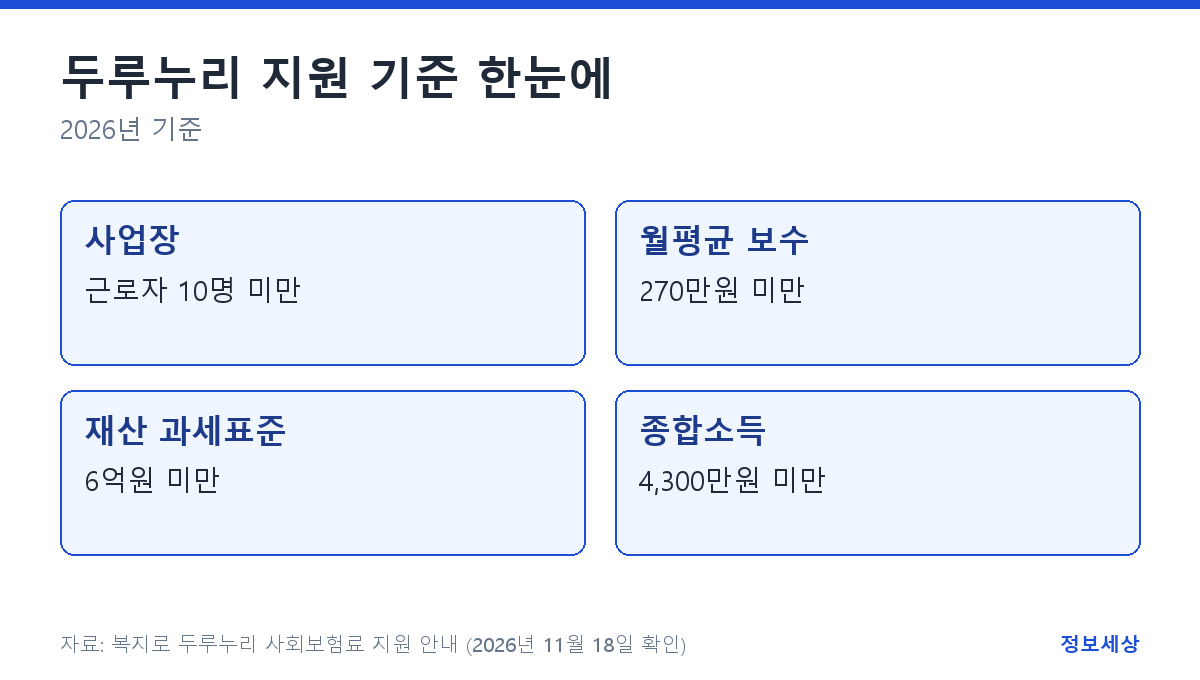 두루누리 지원 기준 한눈에
2026년 기준
사업장
근로자 10명 미만
월평균 보수
270만원 미만
재산 과세표준
6억원 미만
종합소득
4,300만원 미만
자료: 복지로 두루누리 사회보험료 지원 안내 (2026년 11월 18일 확인)
정보세상